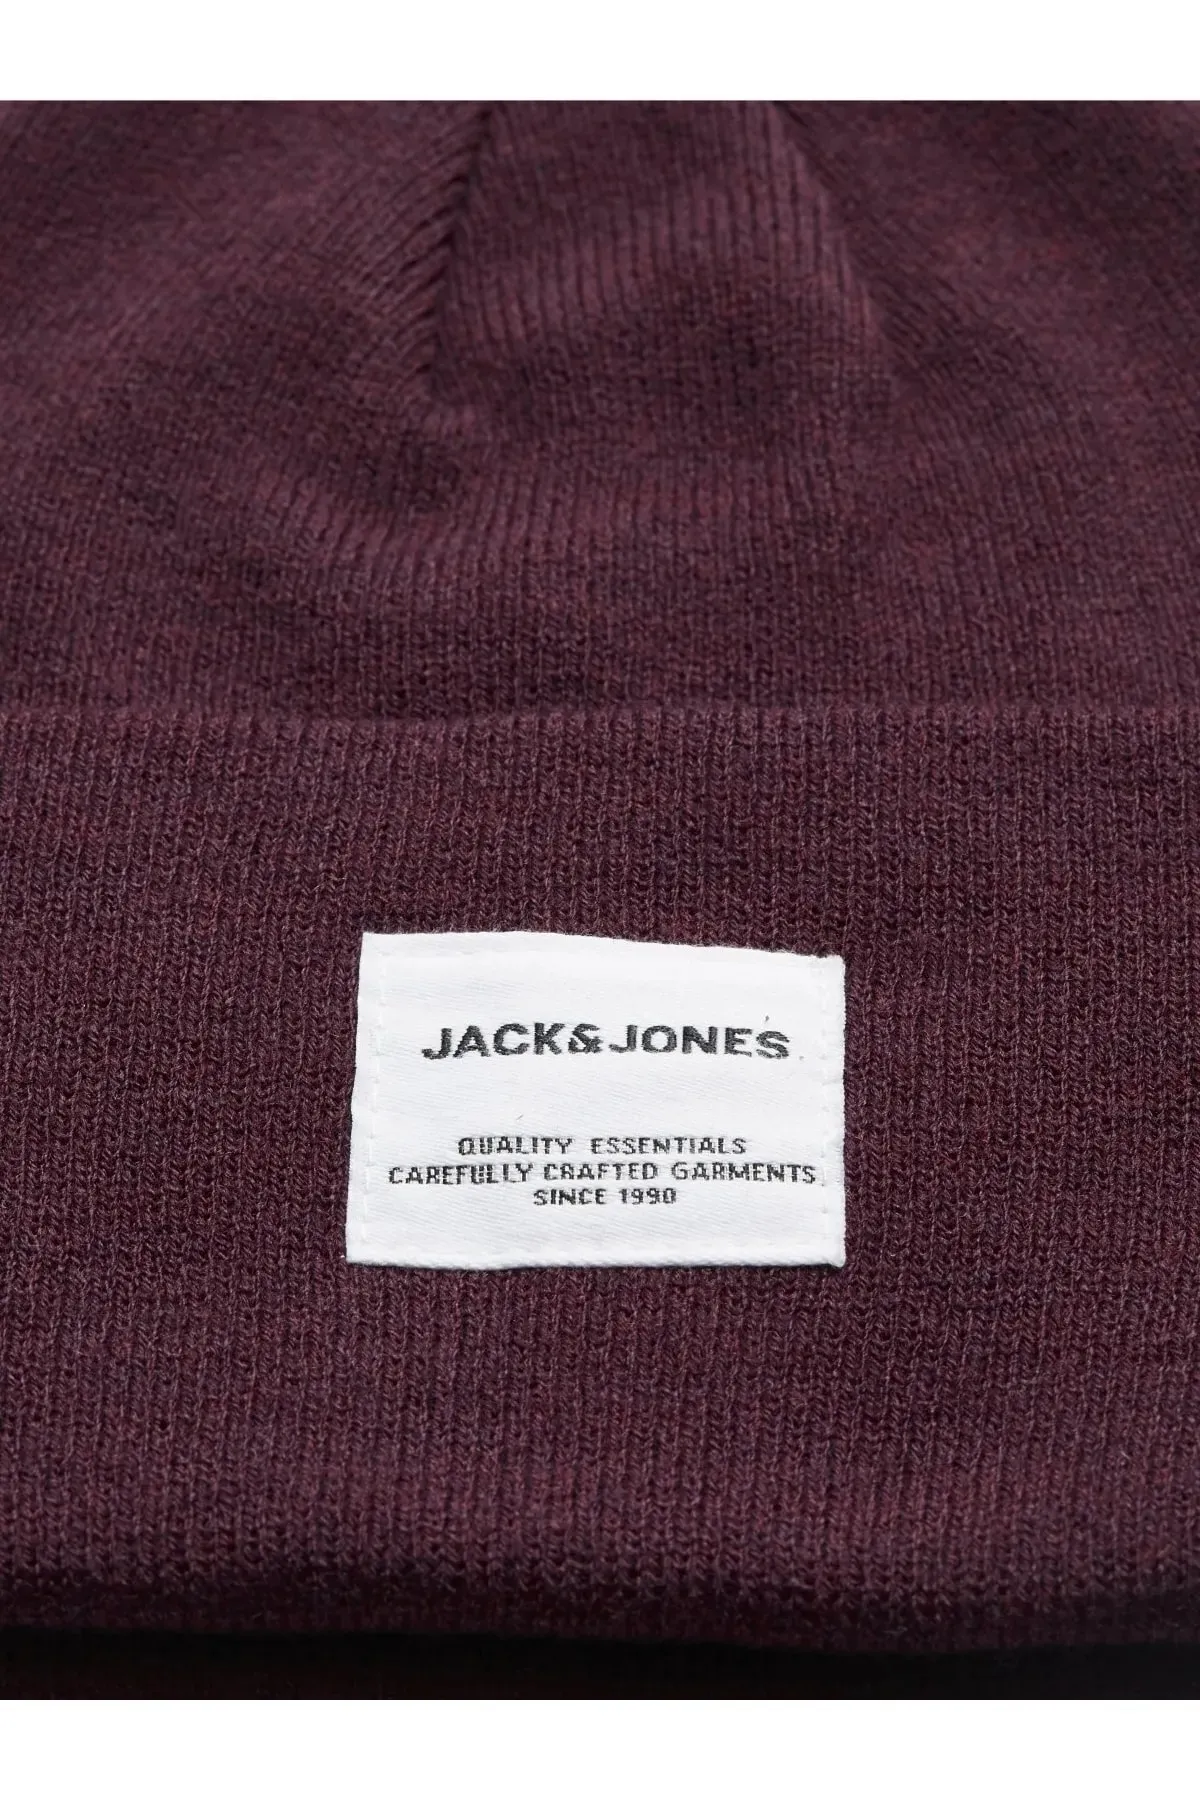 JACK&JONES
QUALITY ESSENTIALS
CAREFULLY CRAFTED GARMENTS
SINCE 1990